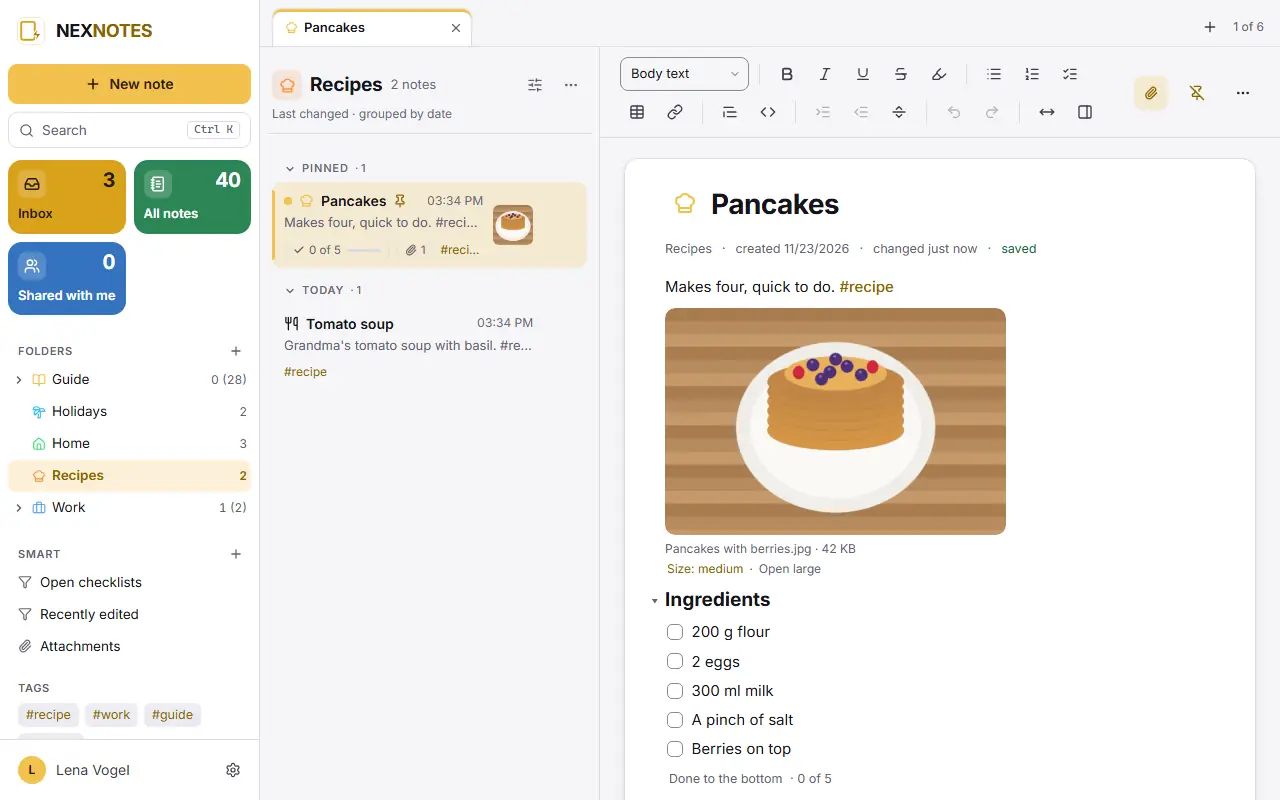 NEXNOTES
New note
Search
Ctrl K
3
Inbox
40
All notes
0
Shared with me
FOLDERS
Guide 0 (28)
Holidays 2
Home 3
Recipes 2
Work 1 (2)
SMART
Open checklists
Recently edited
Attachments
TAGS
#recipe #work #guide
L Lena Vogel
Pancakes
1 of 6
Recipes 2 notes
Last changed · grouped by date
PINNED · 1
Pancakes 03:34 PM
Makes four, quick to do. #reci...
0 of 5 1 #reci...
TODAY · 1
Tomato soup 03:34 PM
Grandma's tomato soup with basil. #re...
#recipe
Body text
Pancakes
Recipes · created 11/23/2026 · changed just now · saved
Makes four, quick to do. #recipe
Pancakes with berries.jpg · 42 KB
Size: medium · Open large
Ingredients
200 g flour
2 eggs
300 ml milk
A pinch of salt
Berries on top
Done to the bottom · 0 of 5